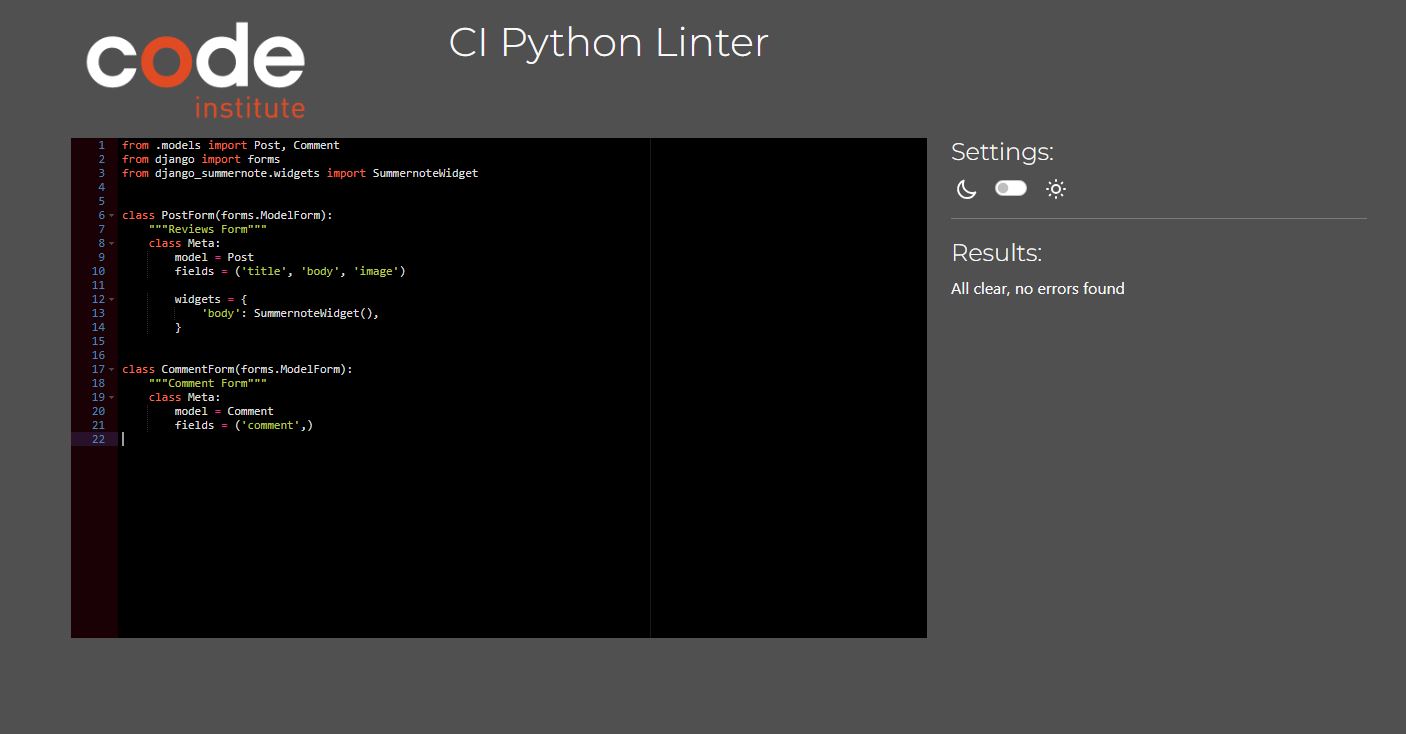 code
institute
CI Python Linter
1 from .models import Post, Comment
2 from django import forms
3 from django_summernote.widgets import SummernoteWidget
4
5
6 class PostForm(forms.ModelForm):
7     """Reviews Form"""
8     class Meta:
9         model = Post
10         fields = ('title', 'body', 'image')
11
12         widgets = {
13             'body': SummernoteWidget(),
14         }
15
16
17 class CommentForm(forms.ModelForm):
18     """Comment Form"""
19     class Meta:
20         model = Comment
21         fields = ('comment',)
22
Settings:
Results:
All clear, no errors found